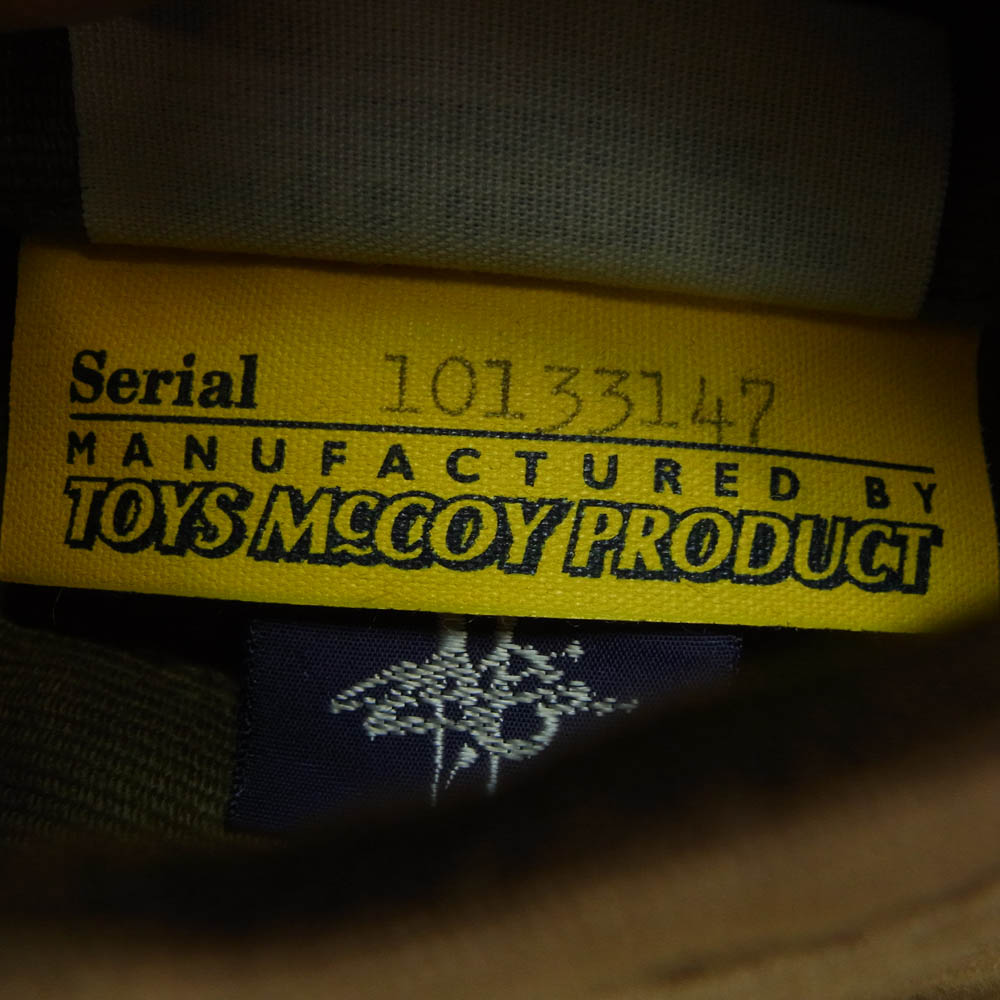 Serial 10133147
MANUFACTURED BY
TOYS McCOY PRODUCT